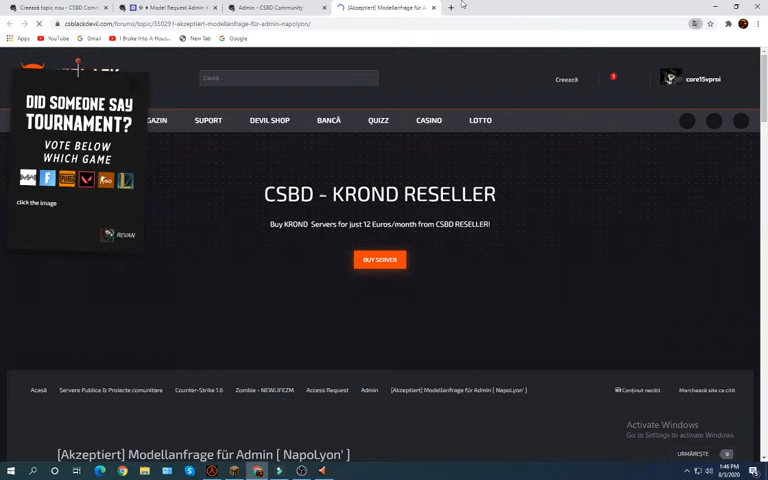 Creează topic nou - CSBD Com
Model Request Admin
Admin - CSBD Community
[Akzeptiert] Modellanfrage für A
csblackdevil.com/forums/topic/350291-akzeptiert-modellanfrage-für-admin-napolyon/
Apps YouTube Gmail I Broke Into A Hous... New Tab Google
Caută...
Creează
1
core15vproi
DID SOMEONE SAY
TOURNAMENT?
VOTE BELOW
WHICH GAME
click the image
REVAN
GAZIN SUPORT DEVIL SHOP BANCĂ QUIZZ CASINO LOTTO
CSBD - KROND RESELLER
Buy KROND Servers for just 12 Euros/month from CSBD RESELLER!
BUY SERVER
Acasă Servere Publice & Proiecte comunitare Counter-Strike 1.6 Zombie - NEWLIFEZM Access Request Admin [Akzeptiert] Modellanfrage für Admin [ NapoLyon' ]
Conținut necitit Marchează site ca citit
Activate Windows
Go to Settings to activate Windows.
[Akzeptiert] Modellanfrage für Admin [ NapoLyon' ]
URMĂREȘTE 0
1:46 PM
8/3/2020